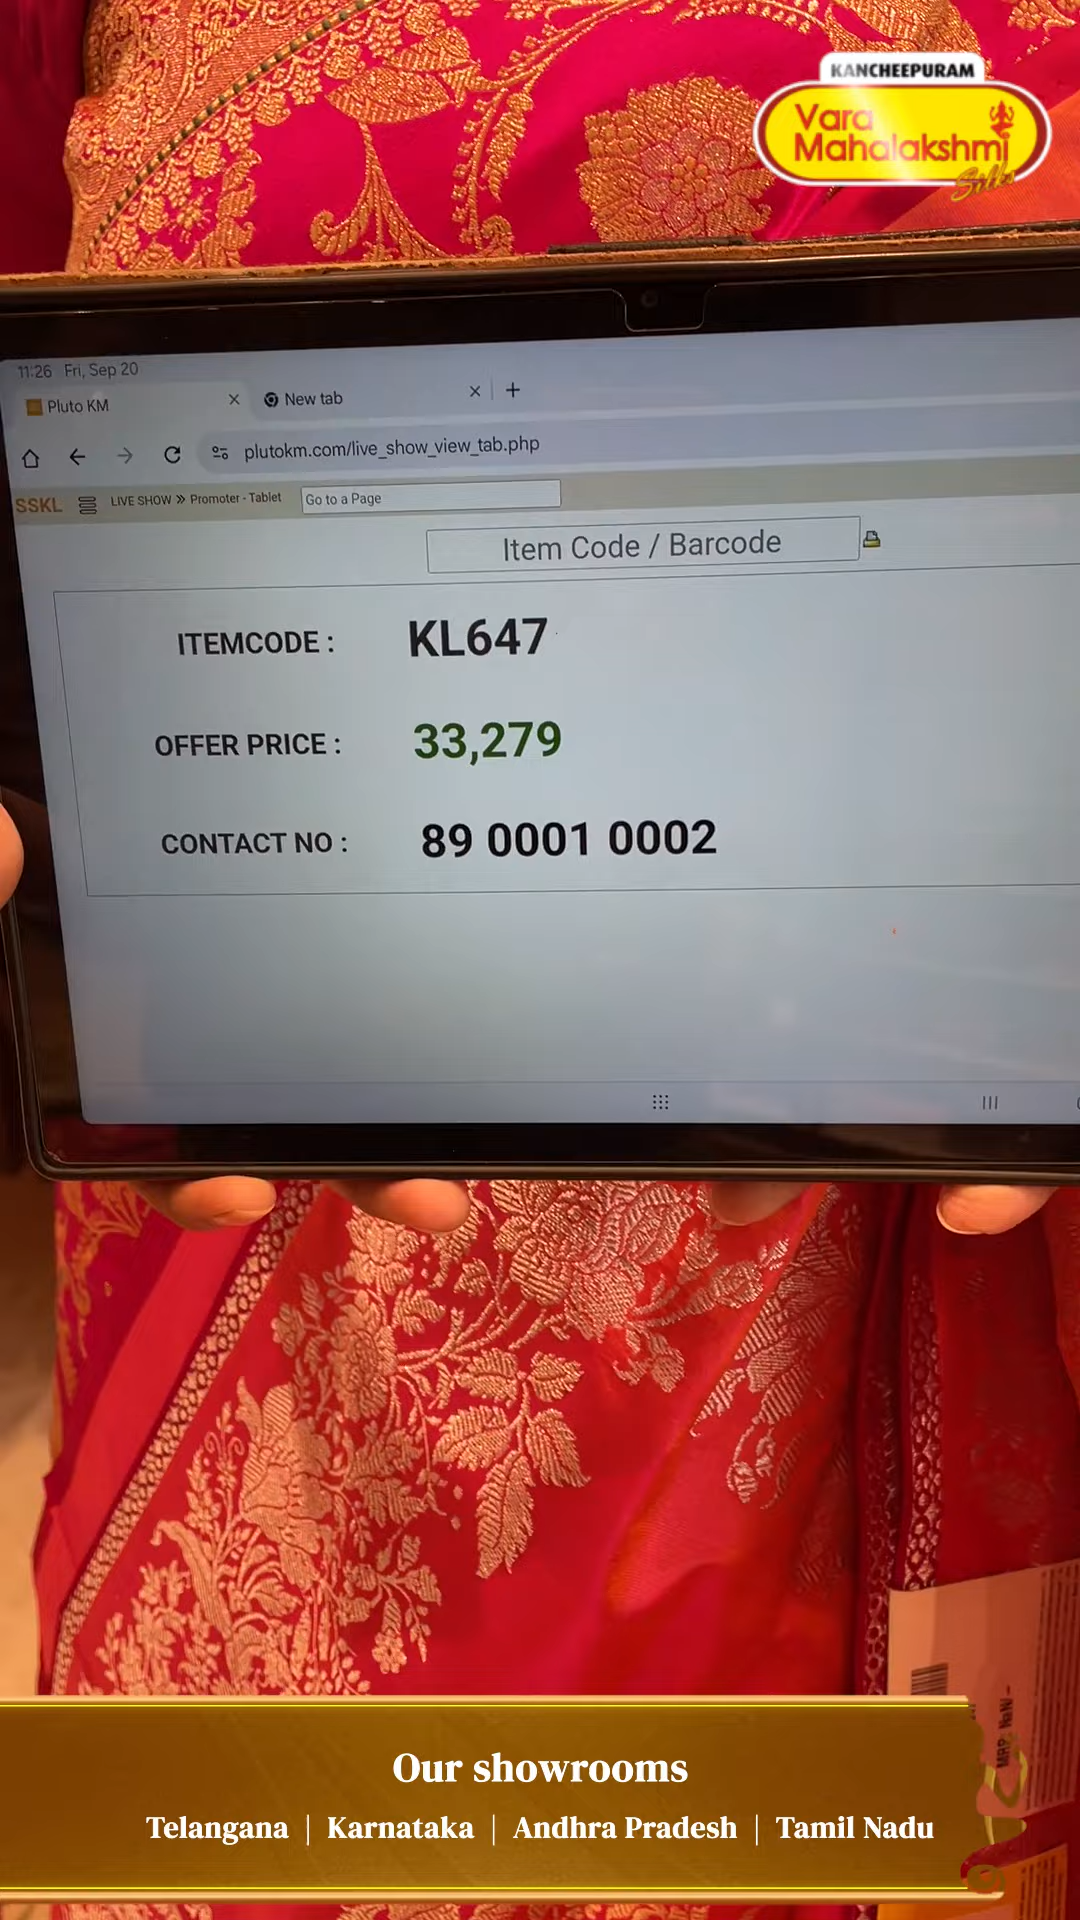 KANCHEEPURAM
Vara
Mahalakshmi
Silks
11:26 Fri, Sep 20
Pluto KM
New tab
plutokm.com/live_show_view_tab.php
SSKL
LIVE SHOW » Promoter - Tablet
Go to a Page
Item Code / Barcode
ITEMCODE : KL647
OFFER PRICE : 33,279
CONTACT NO : 89 0001 0002
Our showrooms
Telangana | Karnataka | Andhra Pradesh | Tamil Nadu